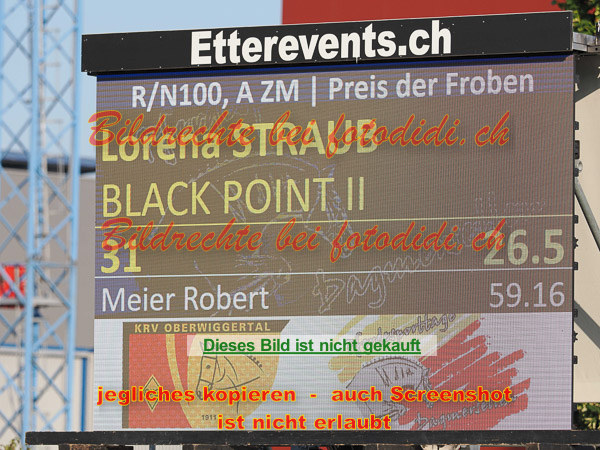 Etterevents.ch
R/N100, A ZM | Preis der Froben
Bildrechte bei fotodidi.ch
Lorena STRAUB
BLACK POINT II
Bildrechte bei fotodidi.ch
31 26.5
Meier Robert 59.16
KRV OBERWIGGERTAL
Dieses Bild ist nicht gekauft
jegliches kopieren - auch Screenshot
ist nicht erlaubt
1911